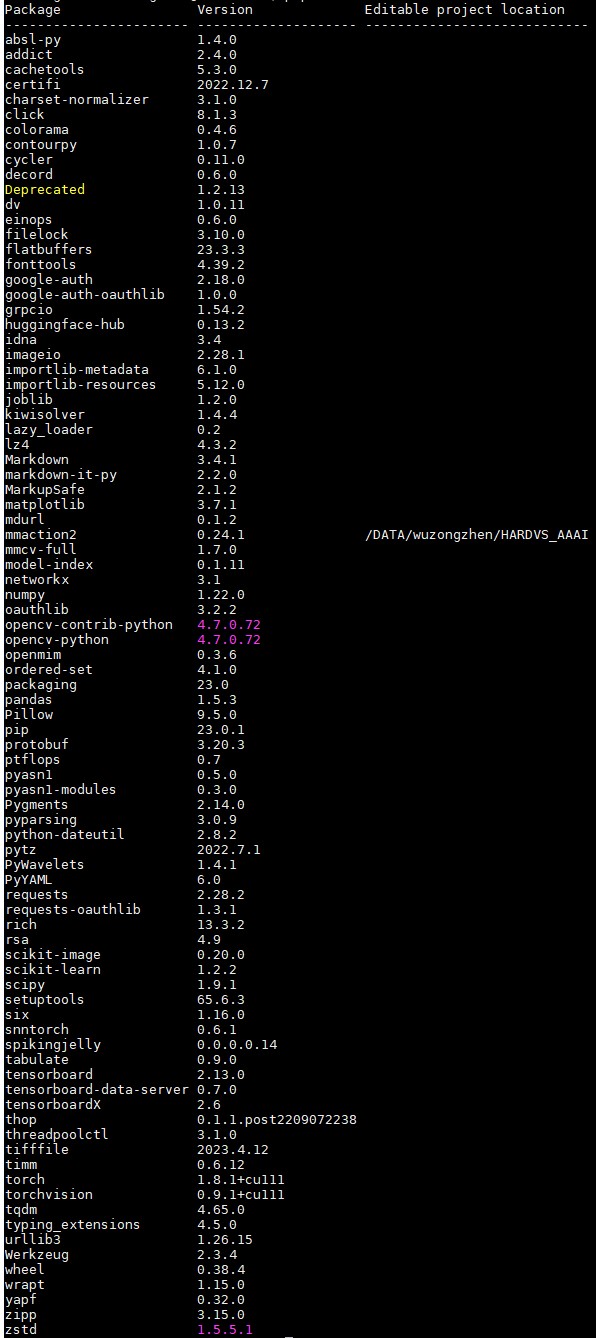 Package Version Editable project location
----------------------- -------------------- ----------------------------
absl-py 1.4.0
addict 2.4.0
cachetools 5.3.0
certifi 2022.12.7
charset-normalizer 3.1.0
click 8.1.3
colorama 0.4.6
contourpy 1.0.7
cycler 0.11.0
decord 0.6.0
Deprecated 1.2.13
dv 1.0.11
einops 0.6.0
filelock 3.10.0
flatbuffers 23.3.3
fonttools 4.39.2
google-auth 2.18.0
google-auth-oauthlib 1.0.0
grpcio 1.54.2
huggingface-hub 0.13.2
idna 3.4
imageio 2.28.1
importlib-metadata 6.1.0
importlib-resources 5.12.0
joblib 1.2.0
kiwisolver 1.4.4
lazy_loader 0.2
lz4 4.3.2
Markdown 3.4.1
markdown-it-py 2.2.0
MarkupSafe 2.1.2
matplotlib 3.7.1
mdurl 0.1.2
mmaction2 0.24.1 /DATA/wuzongzhen/HARDVS_AAAI
mmcv-full 1.7.0
model-index 0.1.11
networkx 3.1
numpy 1.22.0
oauthlib 3.2.2
opencv-contrib-python 4.7.0.72
opencv-python 4.7.0.72
openmim 0.3.6
ordered-set 4.1.0
packaging 23.0
pandas 1.5.3
Pillow 9.5.0
pip 23.0.1
protobuf 3.20.3
ptflops 0.7
pyasn1 0.5.0
pyasn1-modules 0.3.0
Pygments 2.14.0
pyparsing 3.0.9
python-dateutil 2.8.2
pytz 2022.7.1
PyWavelets 1.4.1
PyYAML 6.0
requests 2.28.2
requests-oauthlib 1.3.1
rich 13.3.2
rsa 4.9
scikit-image 0.20.0
scikit-learn 1.2.2
scipy 1.9.1
setuptools 65.6.3
six 1.16.0
snntorch 0.6.1
spikingjelly 0.0.0.0.14
tabulate 0.9.0
tensorboard 2.13.0
tensorboard-data-server 0.7.0
tensorboardX 2.6
thop 0.1.1.post2209072238
threadpoolctl 3.1.0
tifffile 2023.4.12
timm 0.6.12
torch 1.8.1+cu111
torchvision 0.9.1+cu111
tqdm 4.65.0
typing_extensions 4.5.0
urllib3 1.26.15
Werkzeug 2.3.4
wheel 0.38.4
wrapt 1.15.0
yapf 0.32.0
zipp 3.15.0
zstd 1.5.5.1